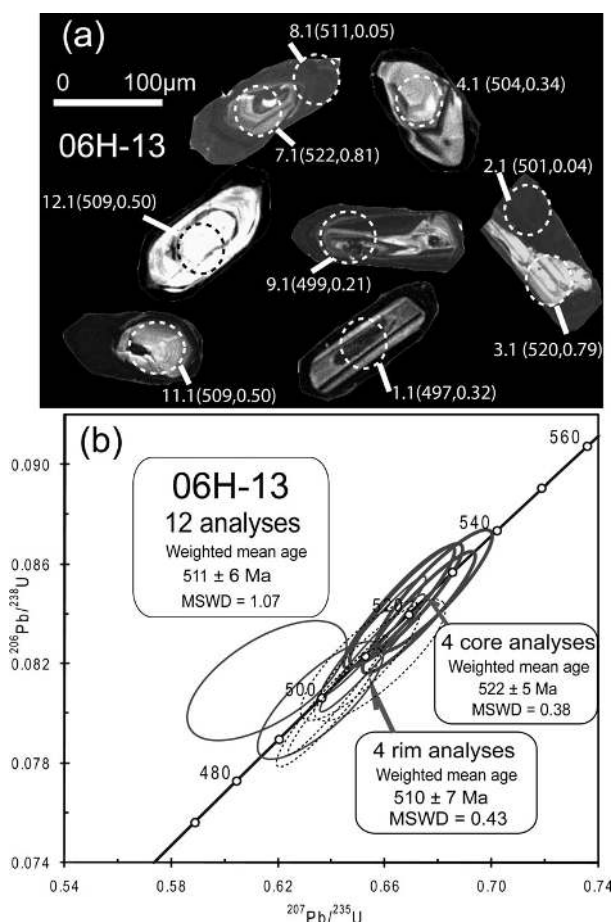 (a)
8.1(511,0.05)
0 100μm
4.1(504,0.34)
06H-13
7.1(522,0.81)
2.1(501,0.04)
12.1(509,0.50)
9.1(499,0.21)
3.1(520,0.79)
11.1(509,0.50)
1.1(497,0.32)
(b)
560
0.090
06H-13
12 analyses
Weighted mean age
511 ± 6 Ma
MSWD = 1.07
540
0.086
520
4 core analyses
Weighted mean age
522 ± 5 Ma
MSWD = 0.38
0.082
500
4 rim analyses
Weighted mean age
510 ± 7 Ma
MSWD = 0.43
480
0.078
0.074
206Pb/238U
0.54 0.58 0.62 0.66 0.70 0.74
207Pb/235U